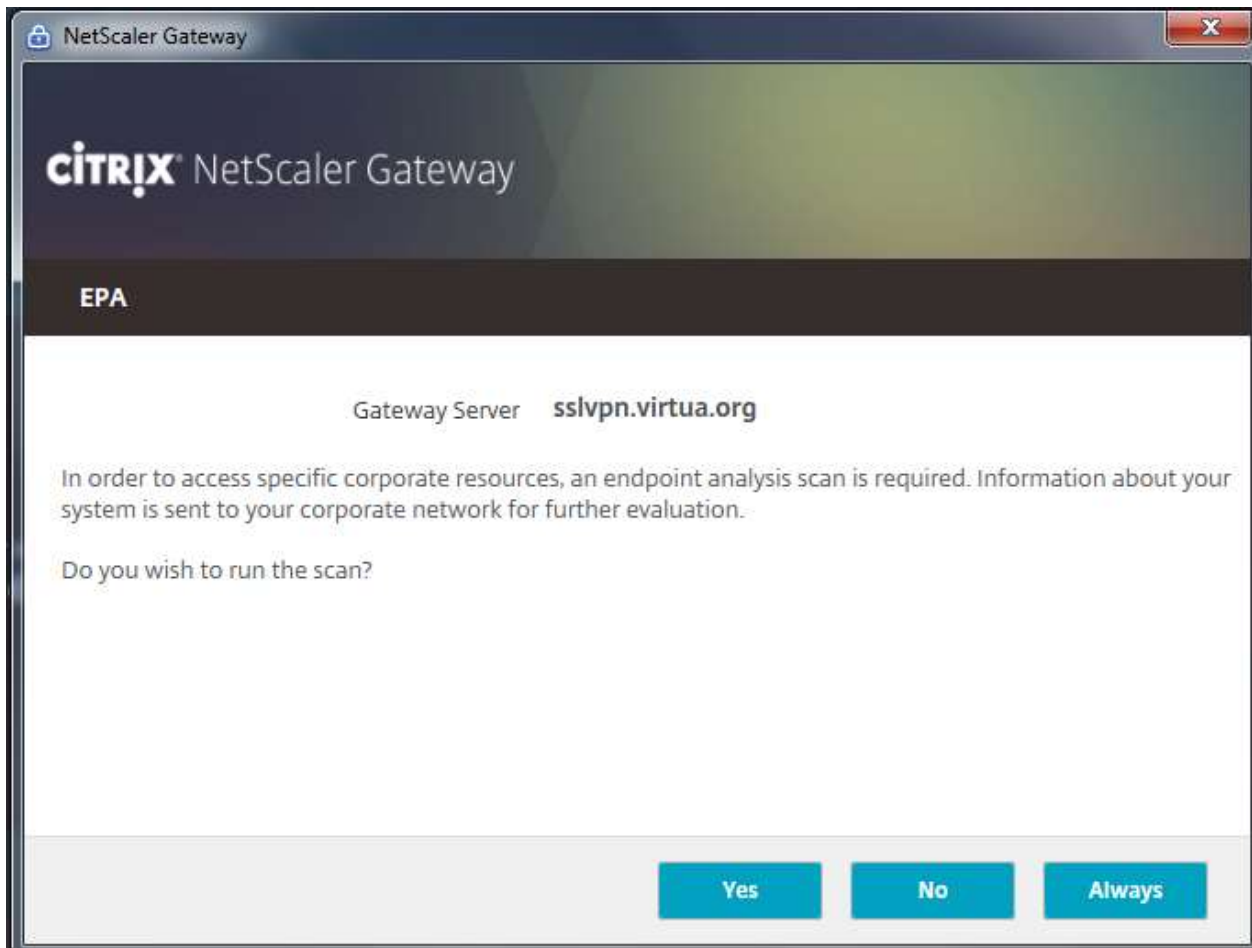 NetScaler Gateway
CİTRIX® NetScaler Gateway
EPA
Gateway Server sslvpn.virtua.org
In order to access specific corporate resources, an endpoint analysis scan is required. Information about your
system is sent to your corporate network for further evaluation.
Do you wish to run the scan?
Yes No Always